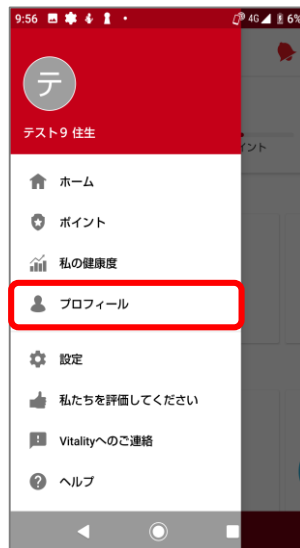 9:56 4G 6%
テ
テスト9 住生
イント
ホーム
ポイント
私の健康度
プロフィール
設定
私たちを評価してください
Vitalityへのご連絡
ヘルプ